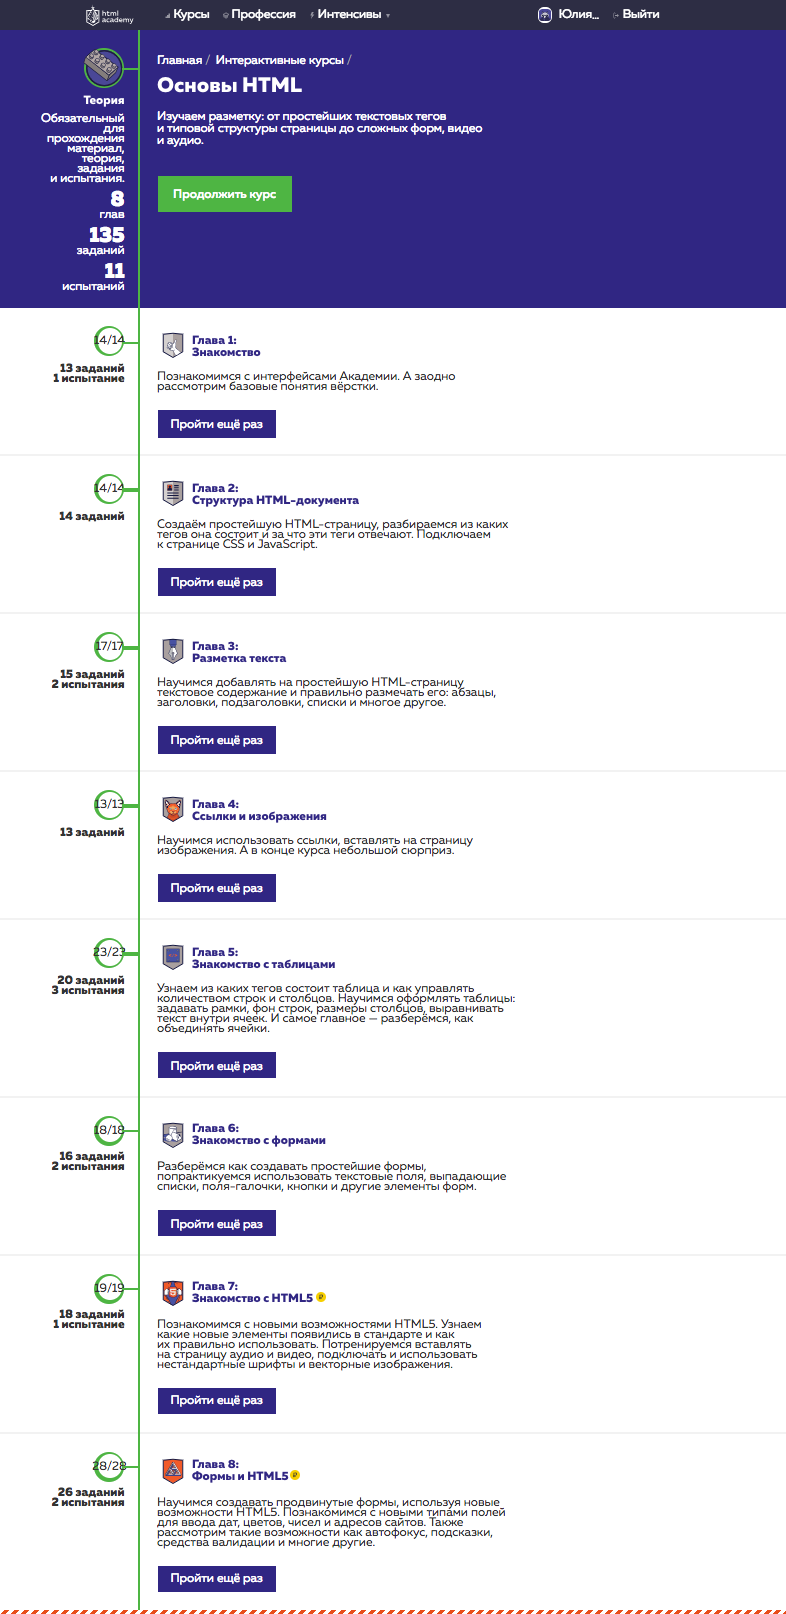 html
academy
Курсы
Профессия
Интенсивы
Юлия...
Выйти
Теория
Обязательный
для
прохождения
материал,
теория,
задания
и испытания.
8
глав
135
заданий
11
испытаний
Главная / Интерактивные курсы /
Основы HTML
Изучаем разметку: от простейших текстовых тегов
и типовой структуры страницы до сложных форм, видео
и аудио.
Продолжить курс
14/14
13 заданий
1 испытание
Глава 1:
Знакомство
Познакомимся с интерфейсами Академии. А заодно
рассмотрим базовые понятия вёрстки.
Пройти ещё раз
14/14
14 заданий
Глава 2:
Структура HTML-документа
Создаём простейшую HTML-страницу, разбираемся из каких
тегов она состоит и за что эти теги отвечают. Подключаем
к странице CSS и JavaScript.
Пройти ещё раз
17/17
15 заданий
2 испытания
Глава 3:
Разметка текста
Научимся добавлять на простейшую HTML-страницу
текстовое содержание и правильно размечать его: абзацы,
заголовки, подзаголовки, списки и многое другое.
Пройти ещё раз
13/13
13 заданий
Глава 4:
Ссылки и изображения
Научимся использовать ссылки, вставлять на страницу
изображения. А в конце курса небольшой сюрприз.
Пройти ещё раз
23/23
20 заданий
3 испытания
Глава 5:
Знакомство с таблицами
Узнаем из каких тегов состоит таблица и как управлять
количеством строк и столбцов. Научимся оформлять таблицы:
задавать рамки, фон строк, размеры столбцов, выравнивать
текст внутри ячеек. И самое главное — разберёмся, как
объединять ячейки.
Пройти ещё раз
18/18
16 заданий
2 испытания
Глава 6:
Знакомство с формами
Разберёмся как создавать простейшие формы,
попрактикуемся использовать текстовые поля, выпадающие
списки, поля-галочки, кнопки и другие элементы форм.
Пройти ещё раз
19/19
18 заданий
1 испытание
Глава 7:
Знакомство с HTML5 ₽
Познакомимся с новыми возможностями HTML5. Узнаем
какие новые элементы появились в стандарте и как
их правильно использовать. Потренируемся вставлять
на страницу аудио и видео, подключать и использовать
нестандартные шрифты и векторные изображения.
Пройти ещё раз
28/28
26 заданий
2 испытания
Глава 8:
Формы и HTML5 ₽
Научимся создавать продвинутые формы, используя новые
возможности HTML5. Познакомимся с новыми типами полей
для ввода дат, цветов, чисел и адресов сайтов. Также
рассмотрим такие возможности как автофокус, подсказки,
средства валидации и многие другие.
Пройти ещё раз